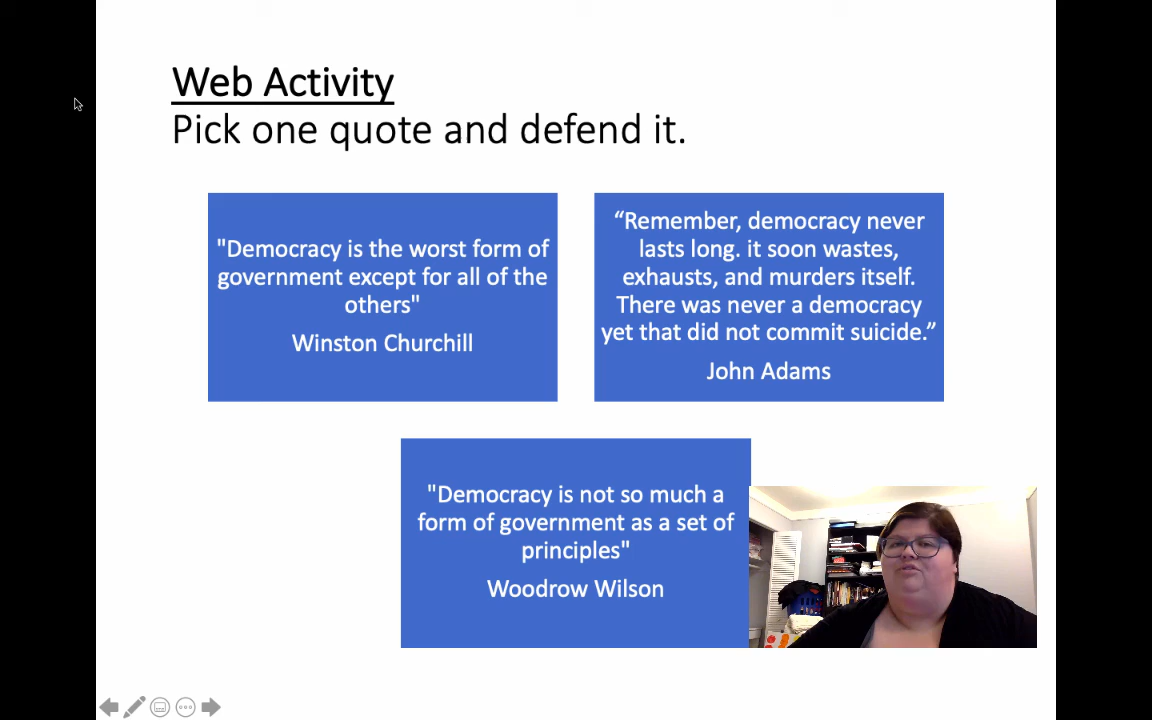 Web Activity
Pick one quote and defend it.
"Democracy is the worst form of
government except for all of the
others"
Winston Churchill
“Remember, democracy never
lasts long. it soon wastes,
exhausts, and murders itself.
There was never a democracy
yet that did not commit suicide.”
John Adams
"Democracy is not so much a
form of government as a set of
principles"
Woodrow Wilson